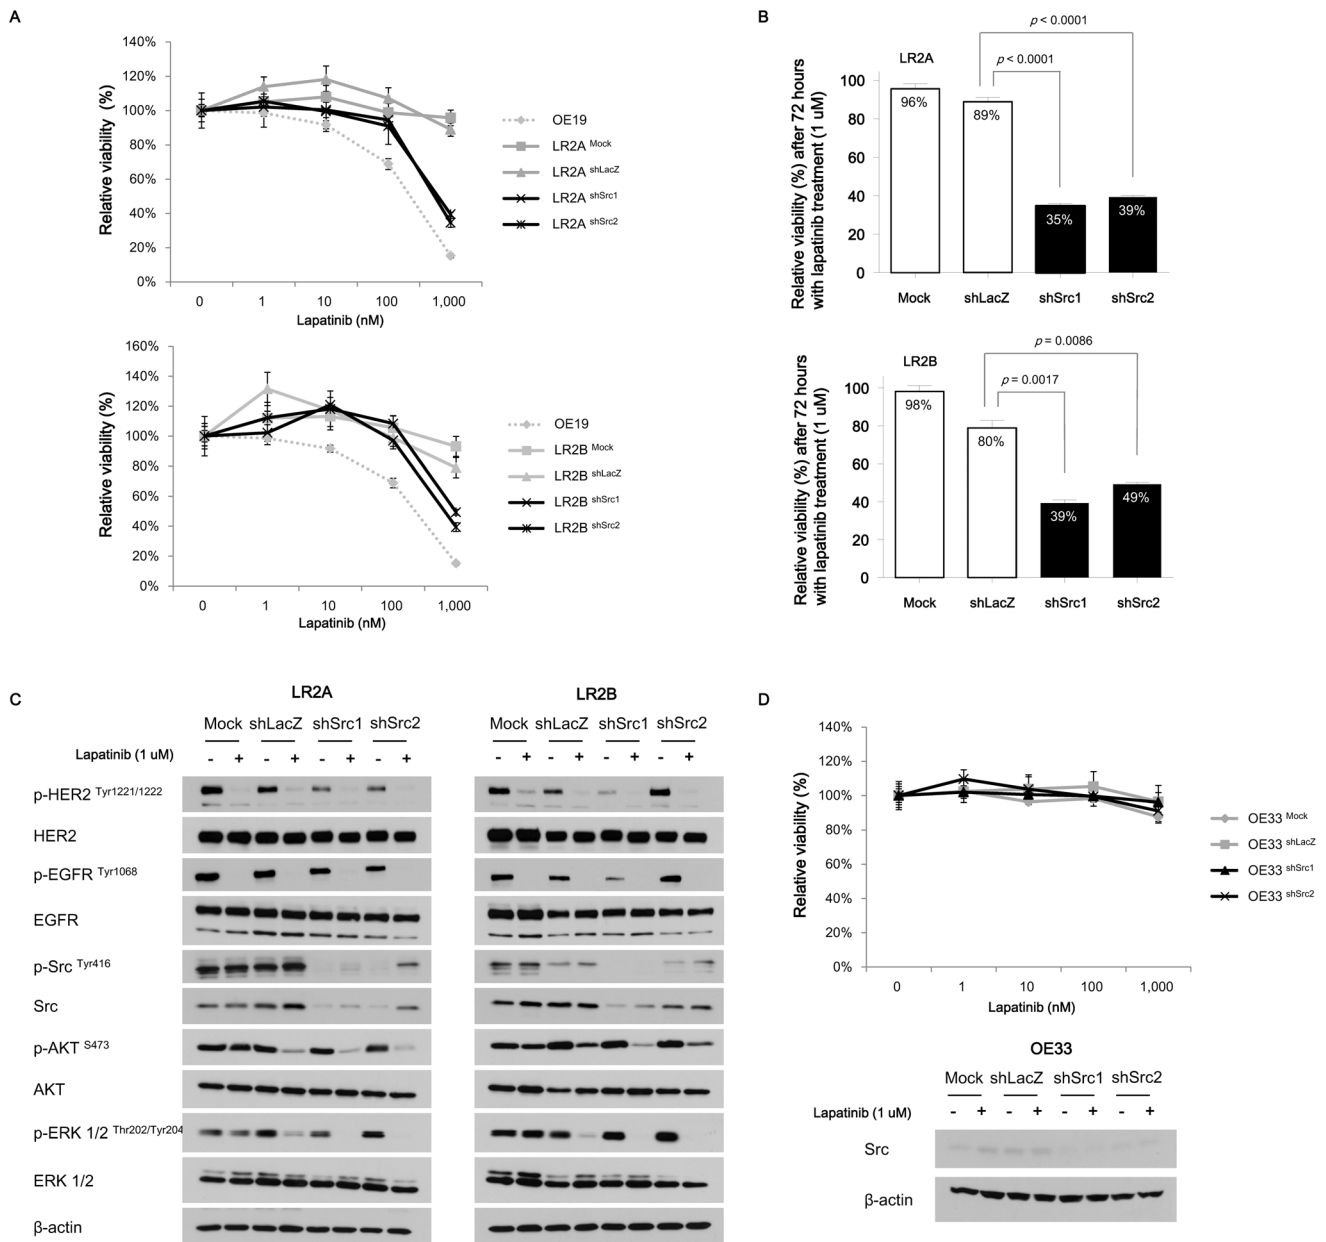 A
140%
120%
100%
80%
60%
40%
20%
0%
Relative viability (%)
0 1 10 100 1,000
Lapatinib (nM)
OE19
LR2A Mock
LR2A shLacZ
LR2A shSrc1
LR2A shSrc2
160%
140%
120%
100%
80%
60%
40%
20%
0%
Relative viability (%)
0 1 10 100 1,000
Lapatinib (nM)
OE19
LR2B Mock
LR2B shLacZ
LR2B shSrc1
LR2B shSrc2
B
p < 0.0001
p < 0.0001
LR2A
Relative viability (%) after 72 hours
with lapatinib treatment (1 uM)
100
80
60
40
20
0
96%
89%
35%
39%
Mock shLacZ shSrc1 shSrc2
p = 0.0086
p = 0.0017
LR2B
Relative viability (%) after 72 hours
with lapatinib treatment (1 uM)
100
80
60
40
20
0
98%
80%
39%
49%
Mock shLacZ shSrc1 shSrc2
C
LR2A
LR2B
Mock shLacZ shSrc1 shSrc2
Mock shLacZ shSrc1 shSrc2
Lapatinib (1 uM) - + - + - + - +
- + - + - + - +
p-HER2 Tyr1221/1222
HER2
p-EGFR Tyr1068
EGFR
p-Src Tyr416
Src
p-AKT S473
AKT
p-ERK 1/2 Thr202/Tyr204
ERK 1/2
β-actin
D
140%
120%
100%
80%
60%
40%
20%
0%
Relative viability (%)
0 1 10 100 1,000
Lapatinib (nM)
OE33 Mock
OE33 shLacZ
OE33 shSrc1
OE33 shSrc2
OE33
Mock shLacZ shSrc1 shSrc2
Lapatinib (1 uM) - + - + - + - +
Src
β-actin